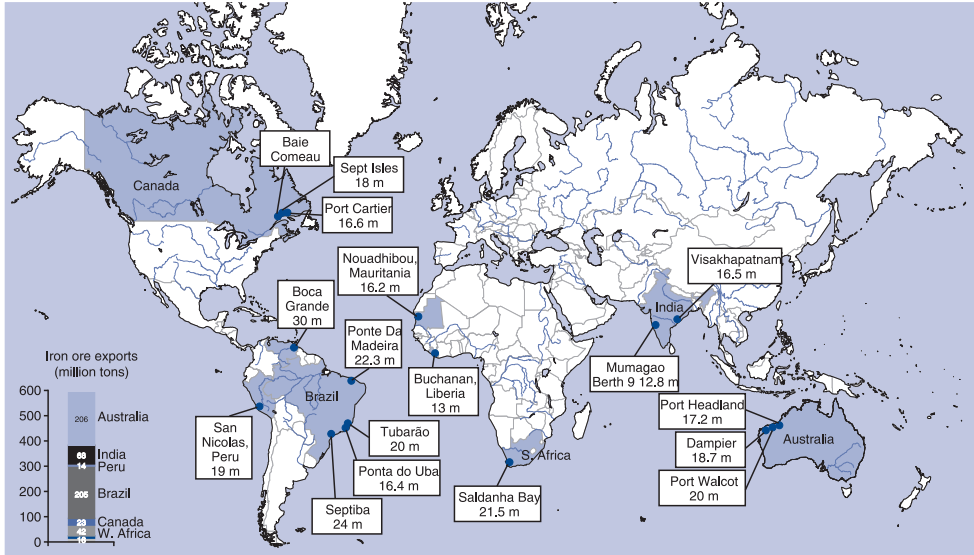 Baie
Comeau
Canada
Sept Isles
18 m
Port Cartier
16.6 m
Nouadhibou,
Mauritania
16.2 m
Visakhapatnam
16.5 m
Boca
Grande
30 m
India
Ponte Da
Madeira
22.3 m
Iron ore exports
(million tons)
600
500
400
300
200
100
0
206
Australia
68
India
14
Peru
205
Brazil
23
Canada
42
W. Africa
Brazil
Buchanan,
Liberia
13 m
Mumagao
Berth 9 12.8 m
San
Nicolas,
Peru
19 m
Tubarão
20 m
Ponta do Uba
16.4 m
Septiba
24 m
S. Africa
Saldanha Bay
21.5 m
Port Headland
17.2 m
Dampier
18.7 m
Port Walcot
20 m
Australia